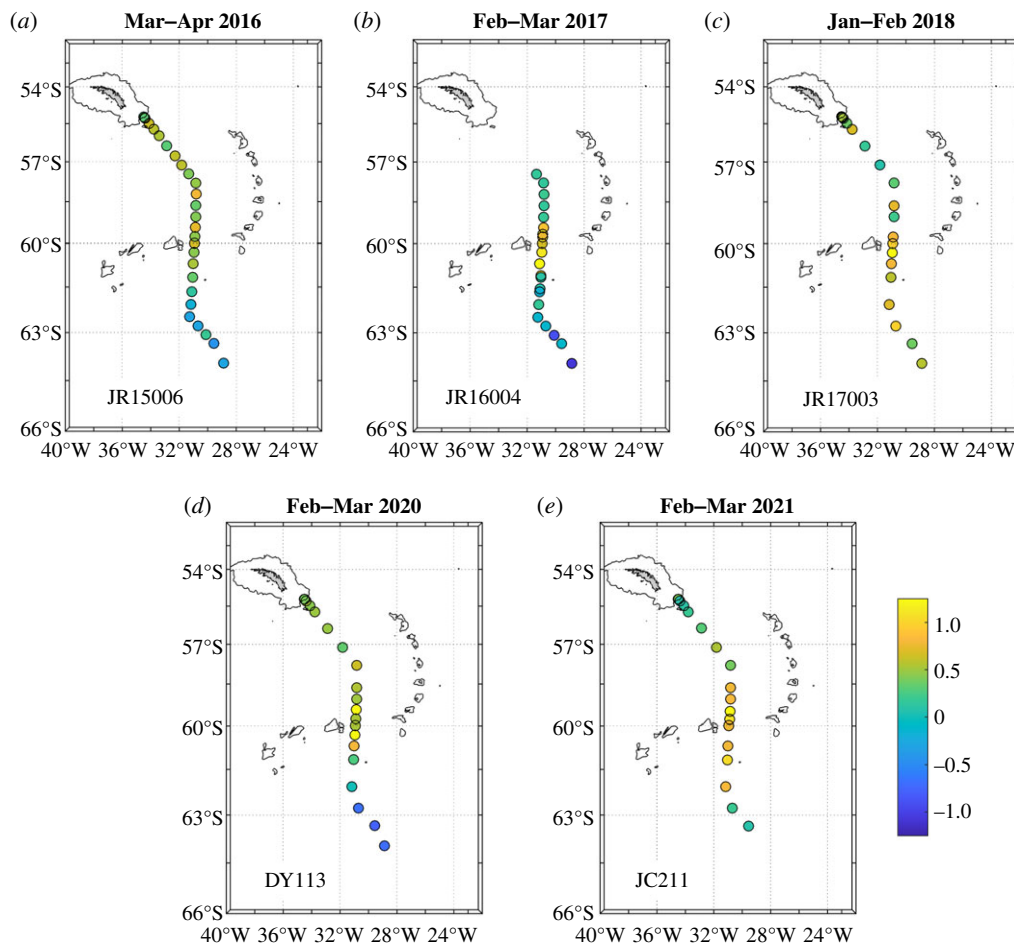 (a) Mar–Apr 2016
(b) Feb–Mar 2017
(c) Jan–Feb 2018
54°S
57°S
60°S
63°S
66°S
JR15006
40°W 36°W 32°W 28°W 24°W
54°S
57°S
60°S
63°S
66°S
JR16004
40°W 36°W 32°W 28°W 24°W
54°S
57°S
60°S
63°S
66°S
JR17003
40°W 36°W 32°W 28°W 24°W
(d) Feb–Mar 2020
(e) Feb–Mar 2021
54°S
57°S
60°S
63°S
66°S
DY113
40°W 36°W 32°W 28°W 24°W
54°S
57°S
60°S
63°S
66°S
JC211
40°W 36°W 32°W 28°W 24°W
1.0
0.5
0
–0.5
–1.0